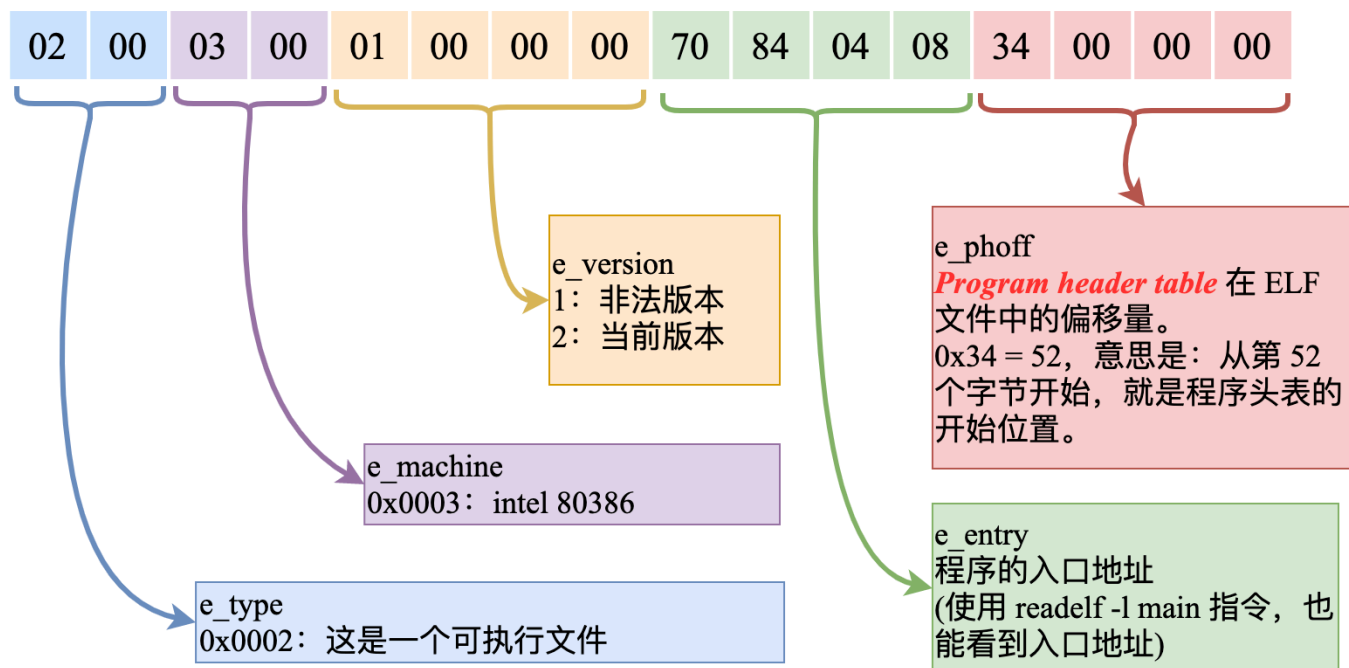 02 00 03 00 01 00 00 00 70 84 04 08 34 00 00 00
e_version
1：非法版本
2：当前版本
e_phoff
Program header table 在 ELF
文件中的偏移量。
0x34 = 52，意思是：从第 52
个字节开始，就是程序头表的
开始位置。
e_machine
0x0003：intel 80386
e_entry
程序的入口地址
(使用 readelf -l main 指令，也
能看到入口地址)
e_type
0x0002：这是一个可执行文件